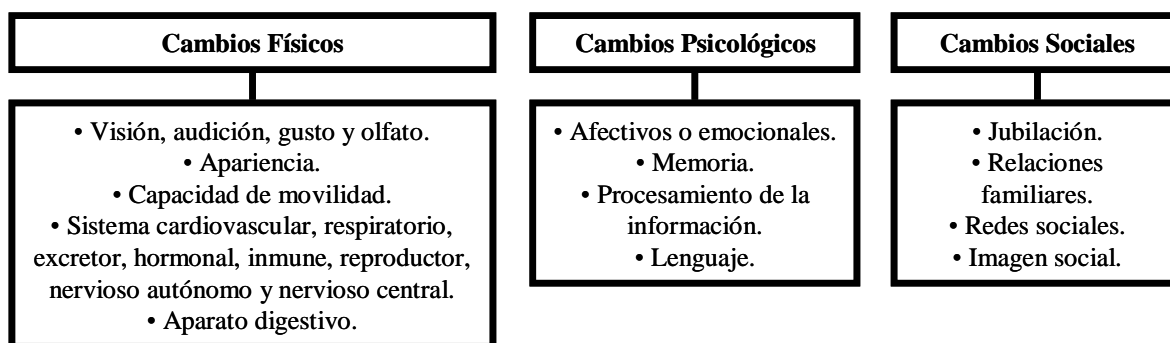 Cambios Físicos
• Visión, audición, gusto y olfato.
• Apariencia.
• Capacidad de movilidad.
• Sistema cardiovascular, respiratorio,
excretor, hormonal, inmune, reproductor,
nervioso autónomo y nervioso central.
• Aparato digestivo.
Cambios Psicológicos
• Afectivos o emocionales.
• Memoria.
• Procesamiento de la
información.
• Lenguaje.
Cambios Sociales
• Jubilación.
• Relaciones
familiares.
• Redes sociales.
• Imagen social.